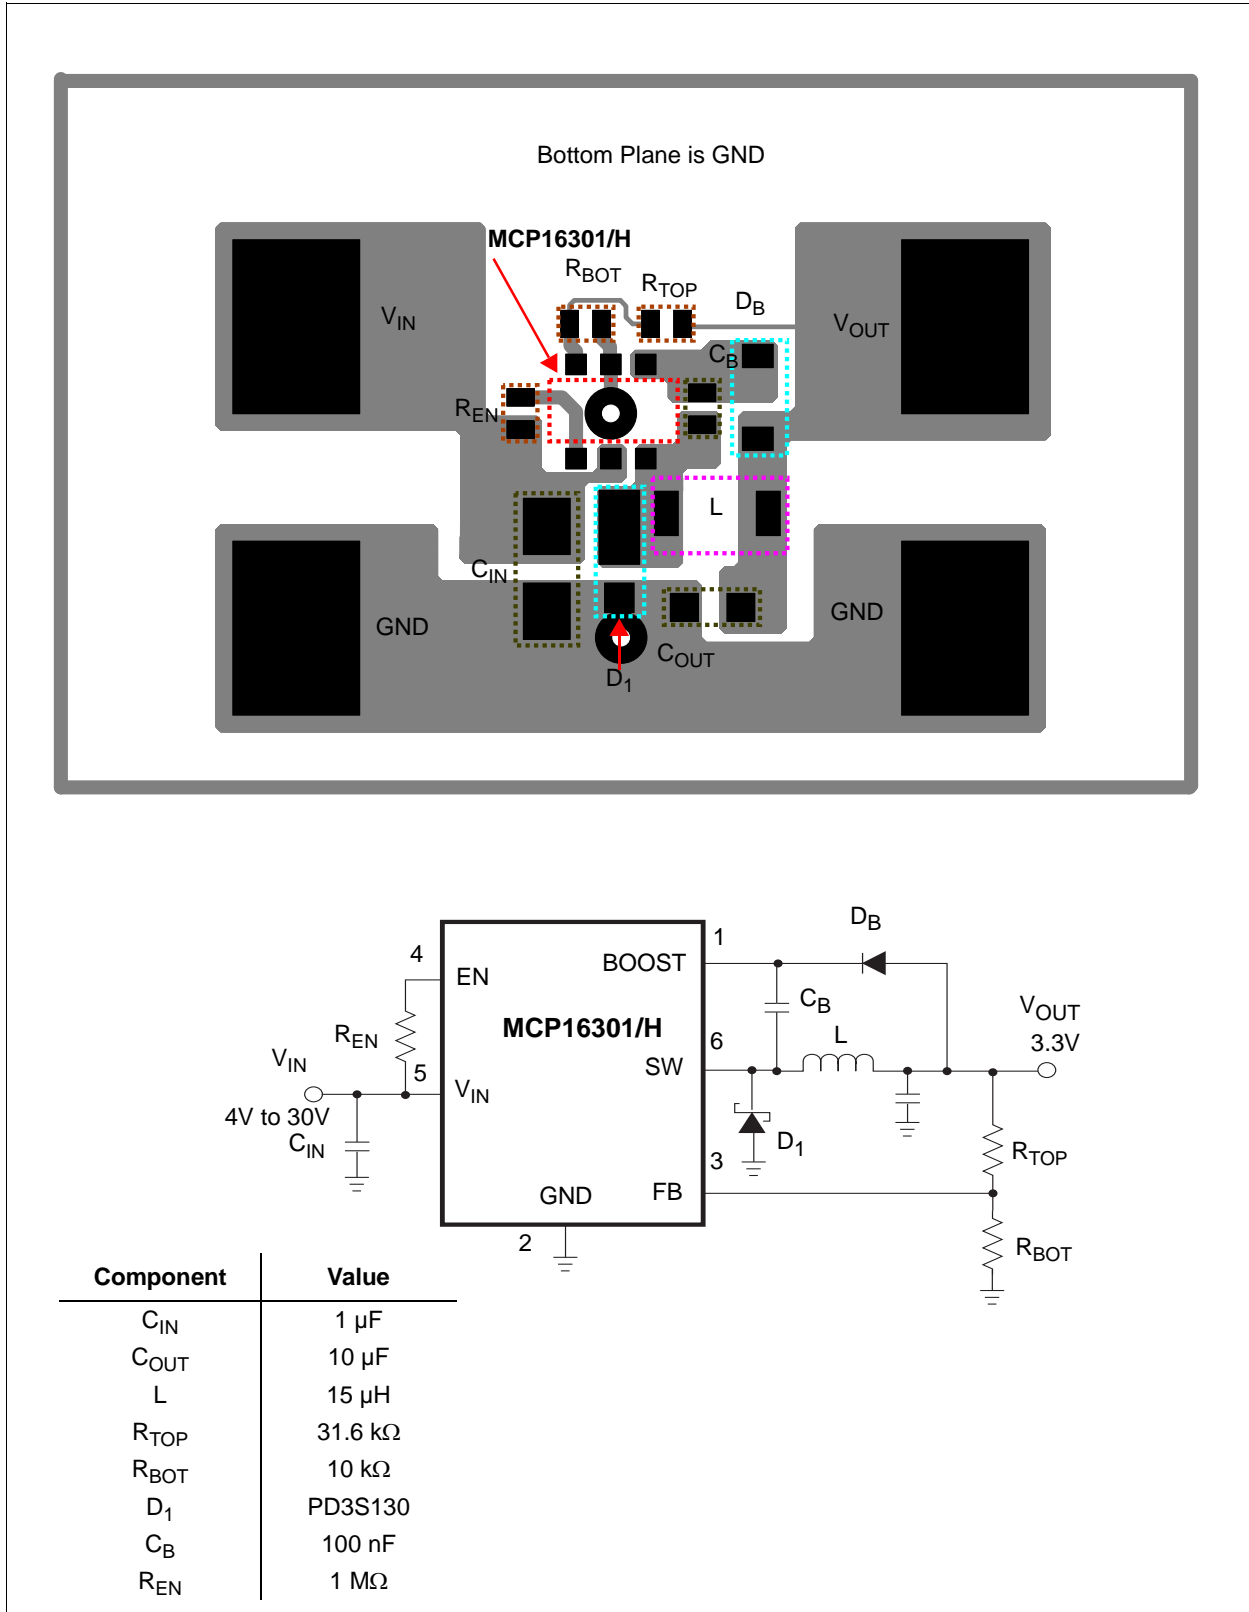 Bottom Plane is GND
MCP16301/H
RBOT
RTOP
DB
VIN
VOUT
CB
REN
L
CIN
GND
GND
COUT
D1
DB
4
1
EN
BOOST
CB
VOUT
MCP16301/H
REN
6
L
3.3V
VIN
5
SW
VIN
4V to 30V
CIN
D1
3
RTOP
GND
FB
2
RBOT
Component Value
CIN 1 µF
COUT 10 µF
L 15 µH
RTOP 31.6 kΩ
RBOT 10 kΩ
D1 PD3S130
CB 100 nF
REN 1 MΩ